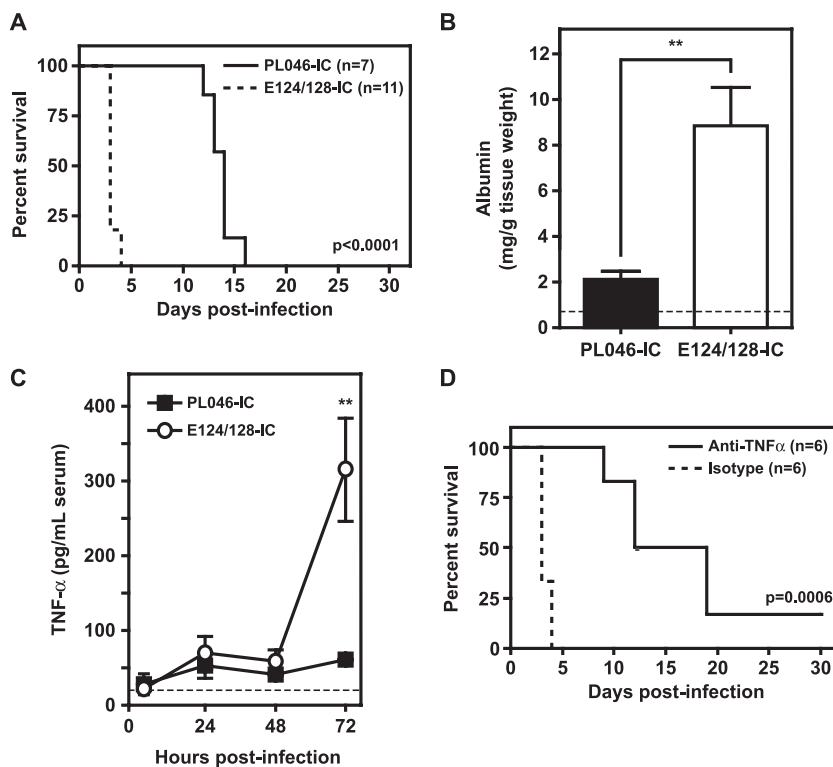 A
PL046-IC (n=7)
E124/128-IC (n=11)
100
75
50
25
0
Percent survival
p<0.0001
0 5 10 15 20 25 30
Days post-infection
B
**
12
10
8
6
4
2
0
Albumin
(mg/g tissue weight)
PL046-IC E124/128-IC
C
PL046-IC
E124/128-IC
**
400
300
200
100
0
TNF-α (pg/mL serum)
0 24 48 72
Hours post-infection
D
Anti-TNFα (n=6)
Isotype (n=6)
100
75
50
25
0
Percent survival
p=0.0006
0 5 10 15 20 25 30
Days post-infection